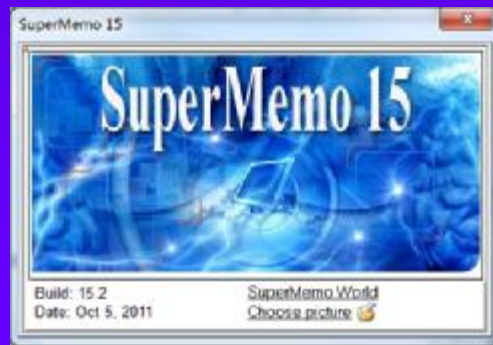 SuperMemo 15
SuperMemo 15
Build: 15.2
SuperMemo World
Date: Oct 5, 2011
Choose picture